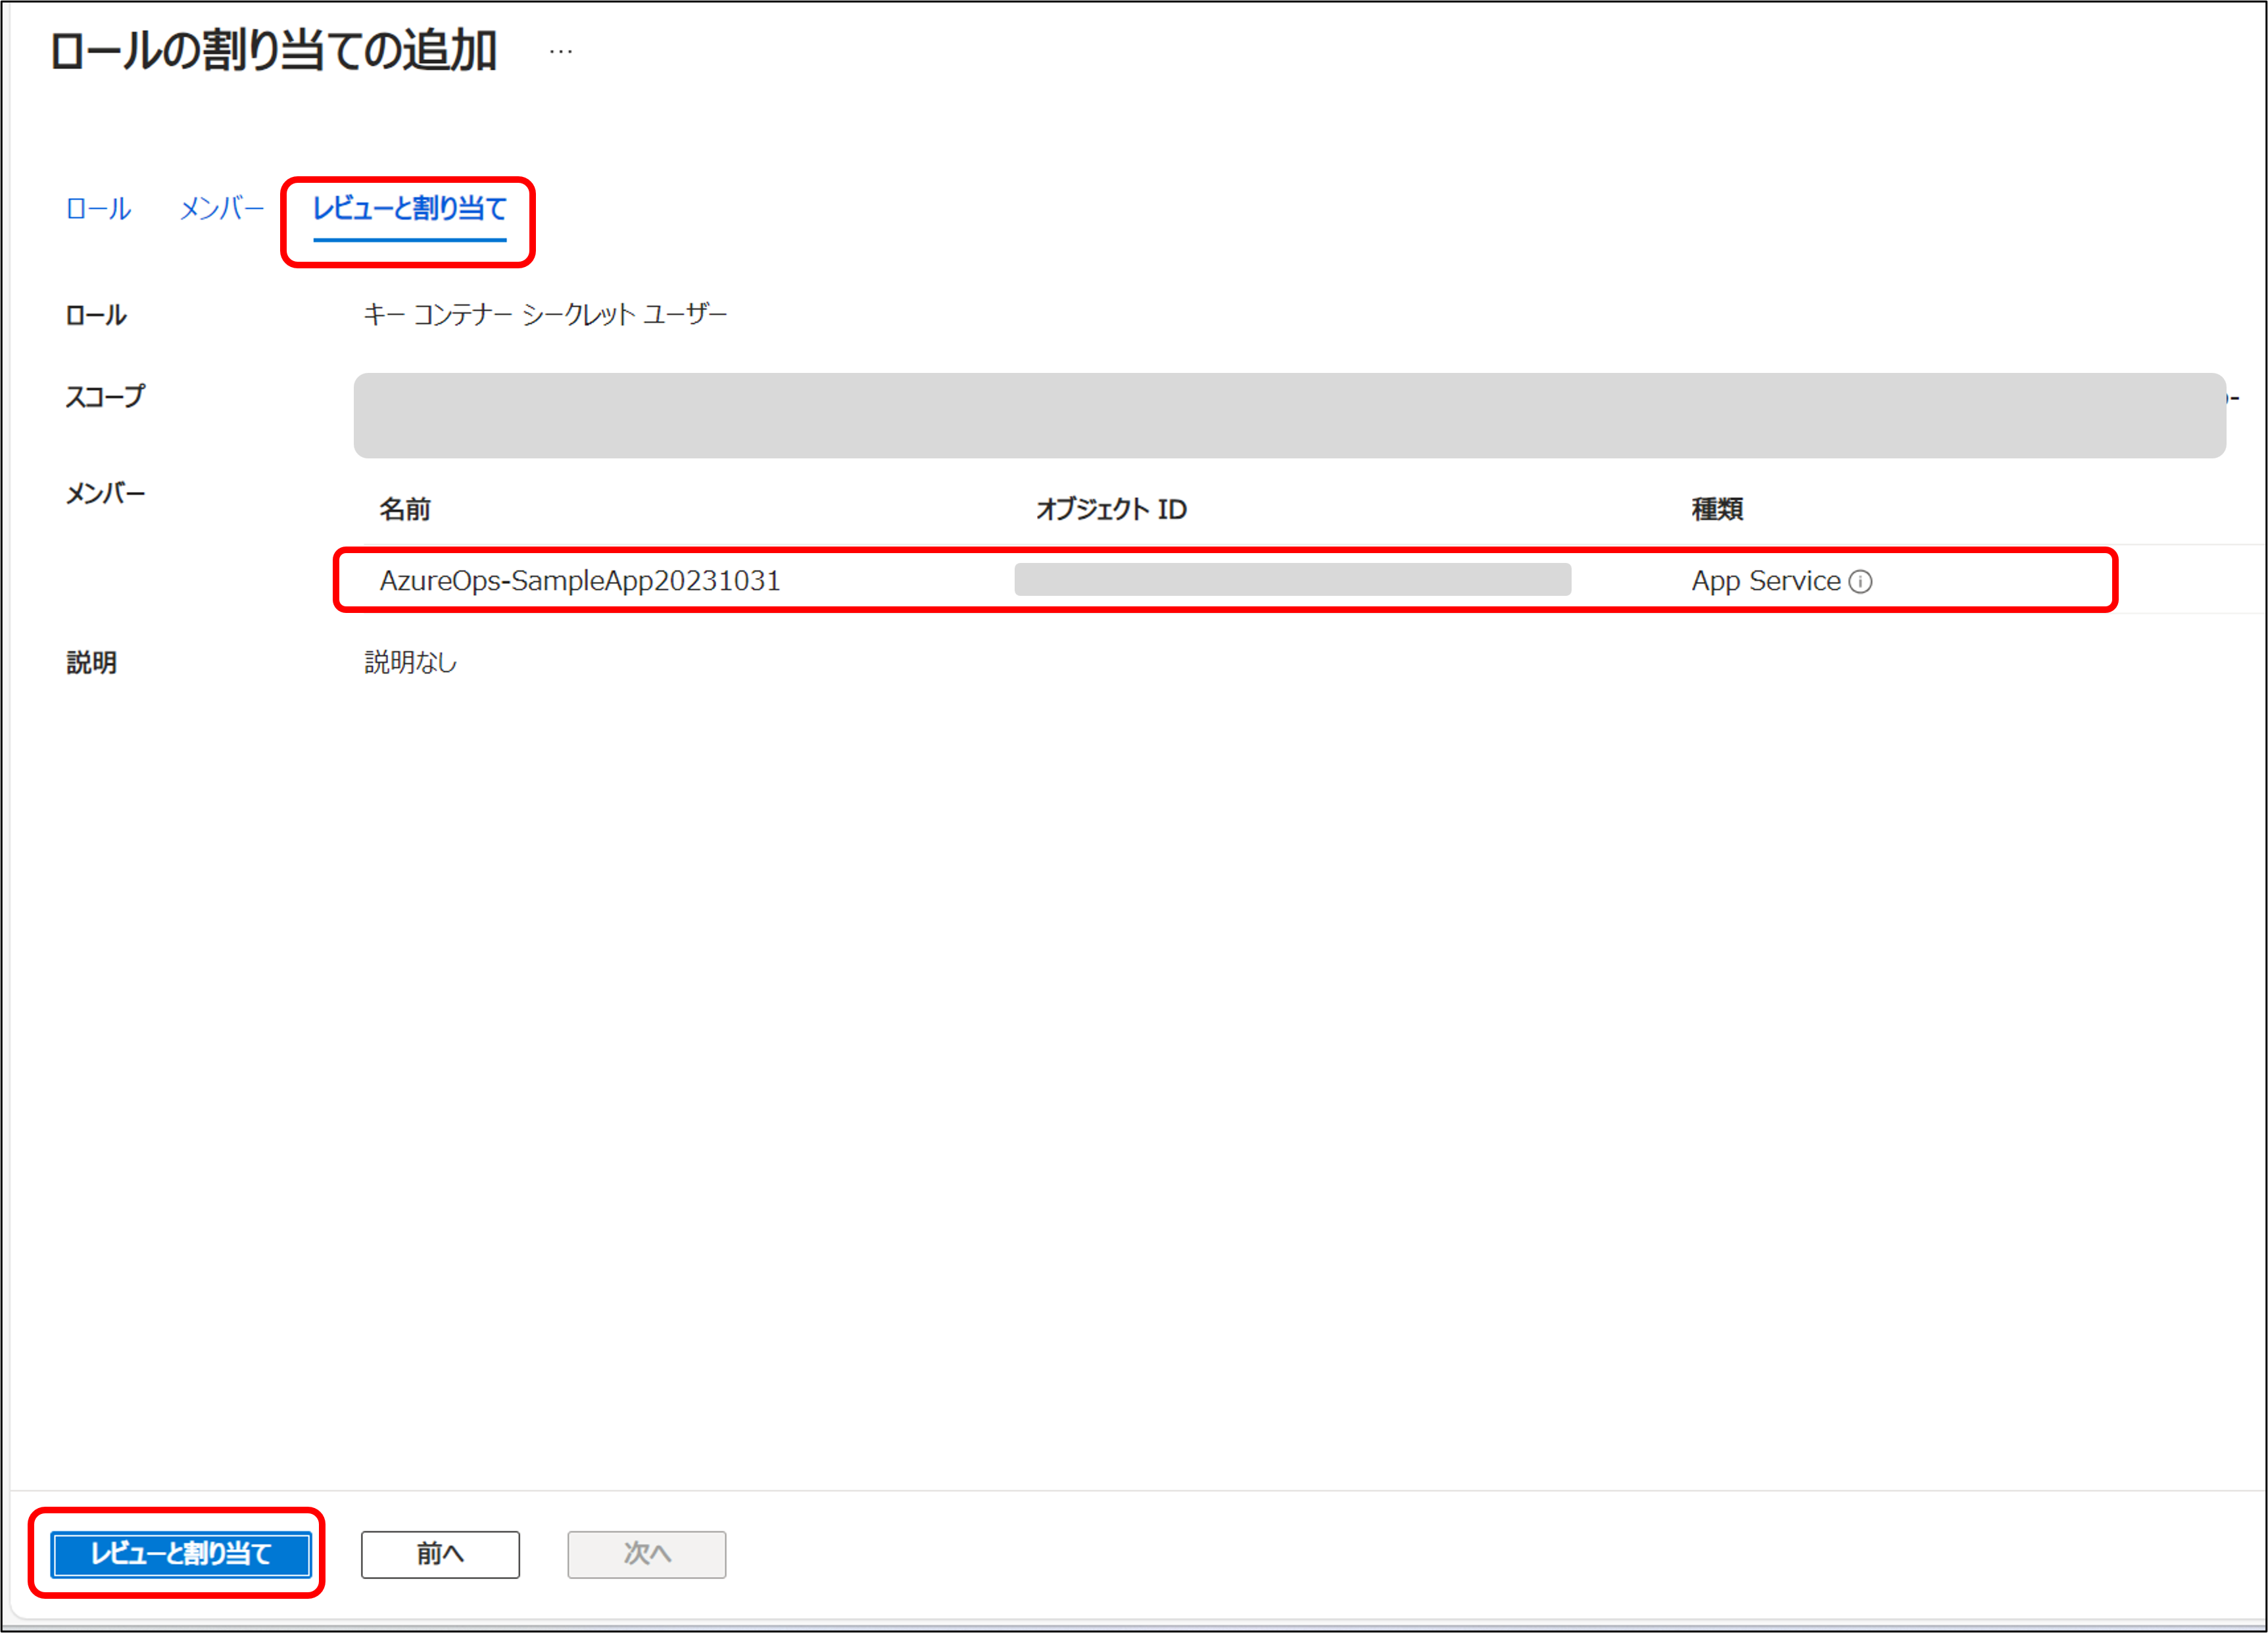 ロールの割り当ての追加 …
ロール メンバー レビューと割り当て
ロール キー コンテナー シークレット ユーザー
スコープ
メンバー
名前 オブジェクト ID 種類
AzureOps-SampleApp20231031 App Service
説明 説明なし
レビューと割り当て 前へ 次へ